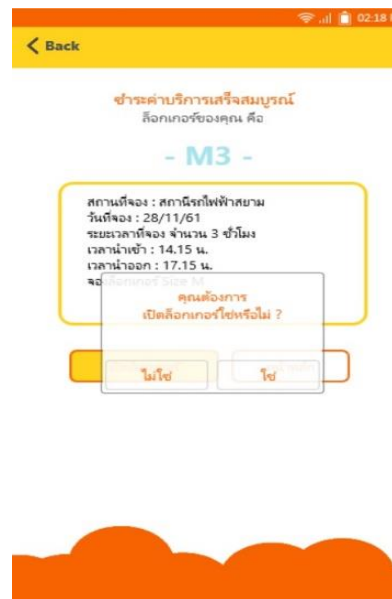 02:18
Back
ชำระค่าบริการเสร็จสมบูรณ์
ล็อกเกอร์ของคุณ คือ
- M3 -
สถานที่จอง : สถานีรถไฟฟ้าสยาม
วันที่จอง : 28/11/61
ระยะเวลาที่จอง จำนวน 3 ชั่วโมง
เวลานำเข้า : 14.15 น.
เวลานำออก : 17.15 น.
จองล็อกเกอร์ Size M
คุณต้องการ
เปิดล็อกเกอร์ใช่หรือไม่ ?
ไม่ใช่ ใช่